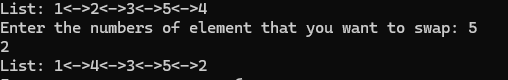 List: 1<->2<->3<->5<->4
Enter the numbers of element that you want to swap: 5
2
List: 1<->4<->3<->5<->2